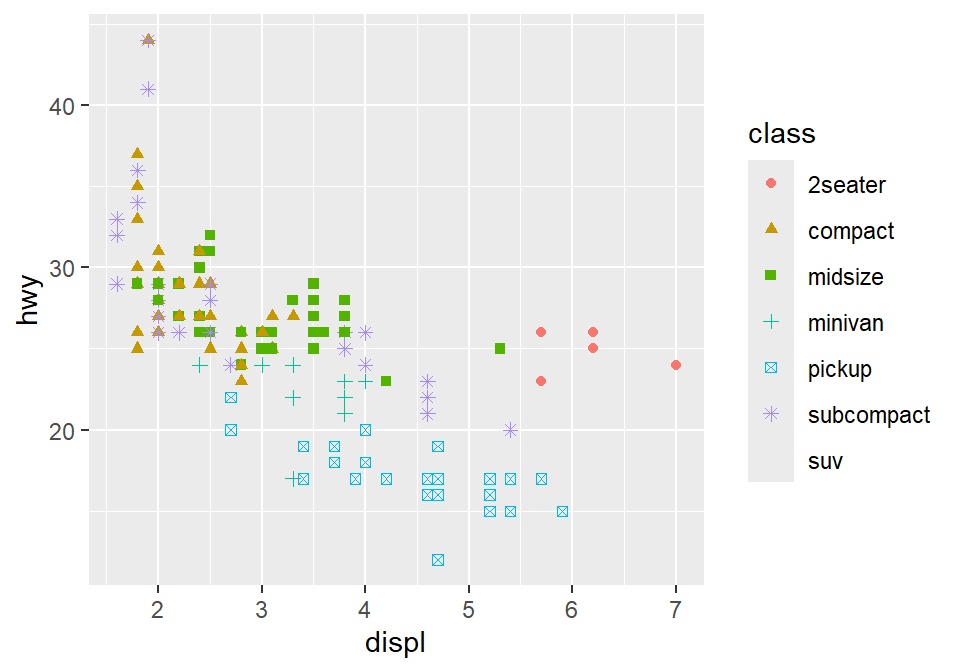 40
30
20
hwy
2 3 4 5 6 7
displ
class
2seater
compact
midsize
minivan
pickup
subcompact
suv